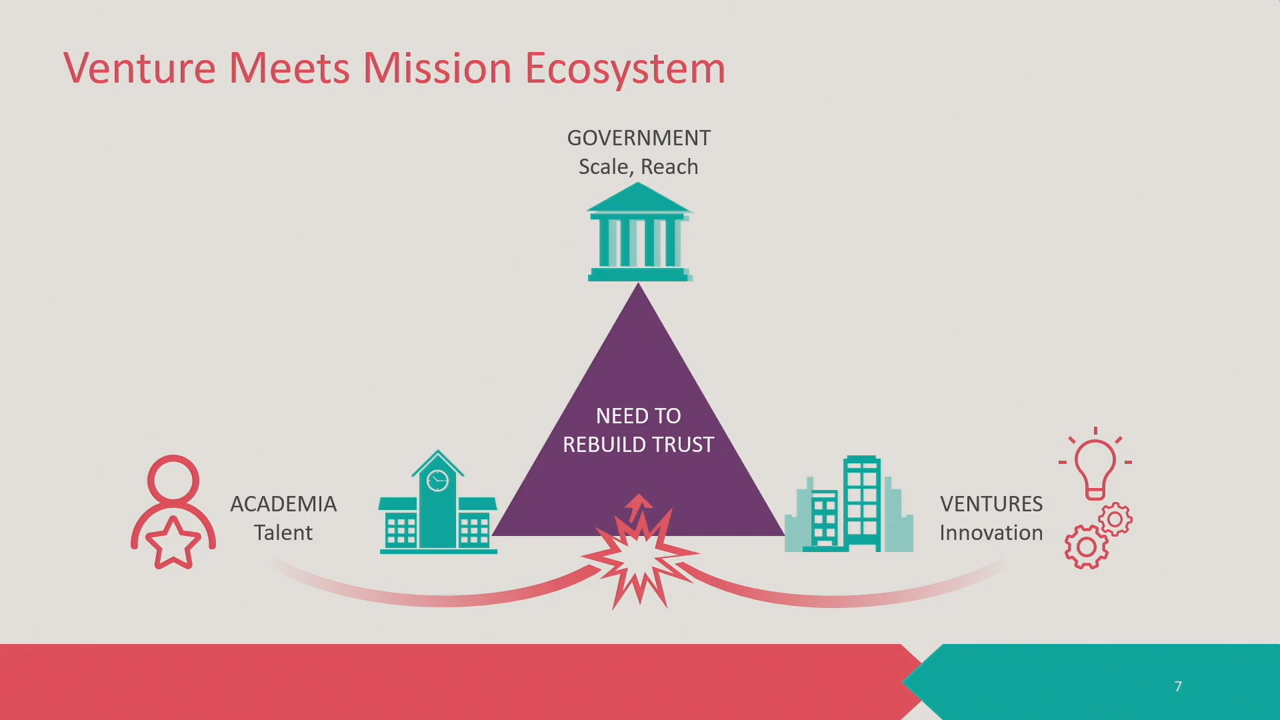 Venture Meets Mission Ecosystem
GOVERNMENT
Scale, Reach
NEED TO
REBUILD TRUST
ACADEMIA
Talent
VENTURES
Innovation
7